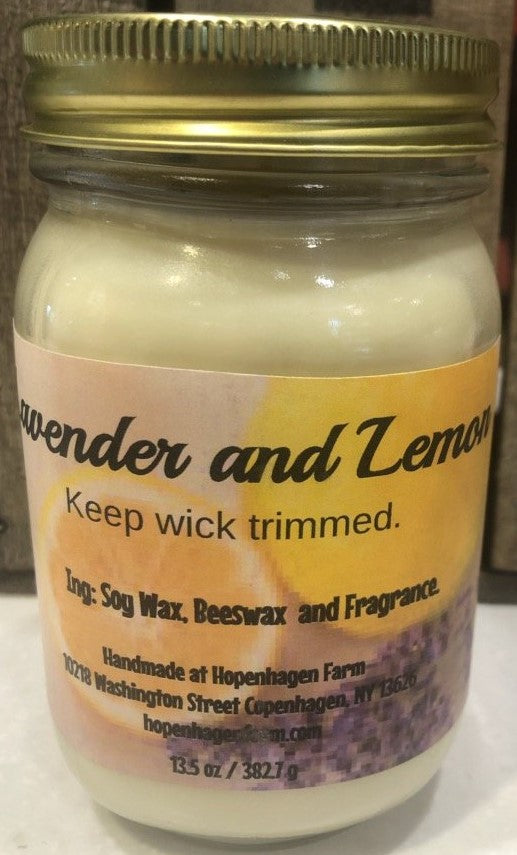 avender and Lemon
Keep wick trimmed.
Ing: Soy Wax, Beeswax and Fragrance.
Handmade at Hopenhagen Farm
10218 Washington Street Copenhagen, NY 13626
hopenhagenfarm.com
13.5 oz / 382.7 g